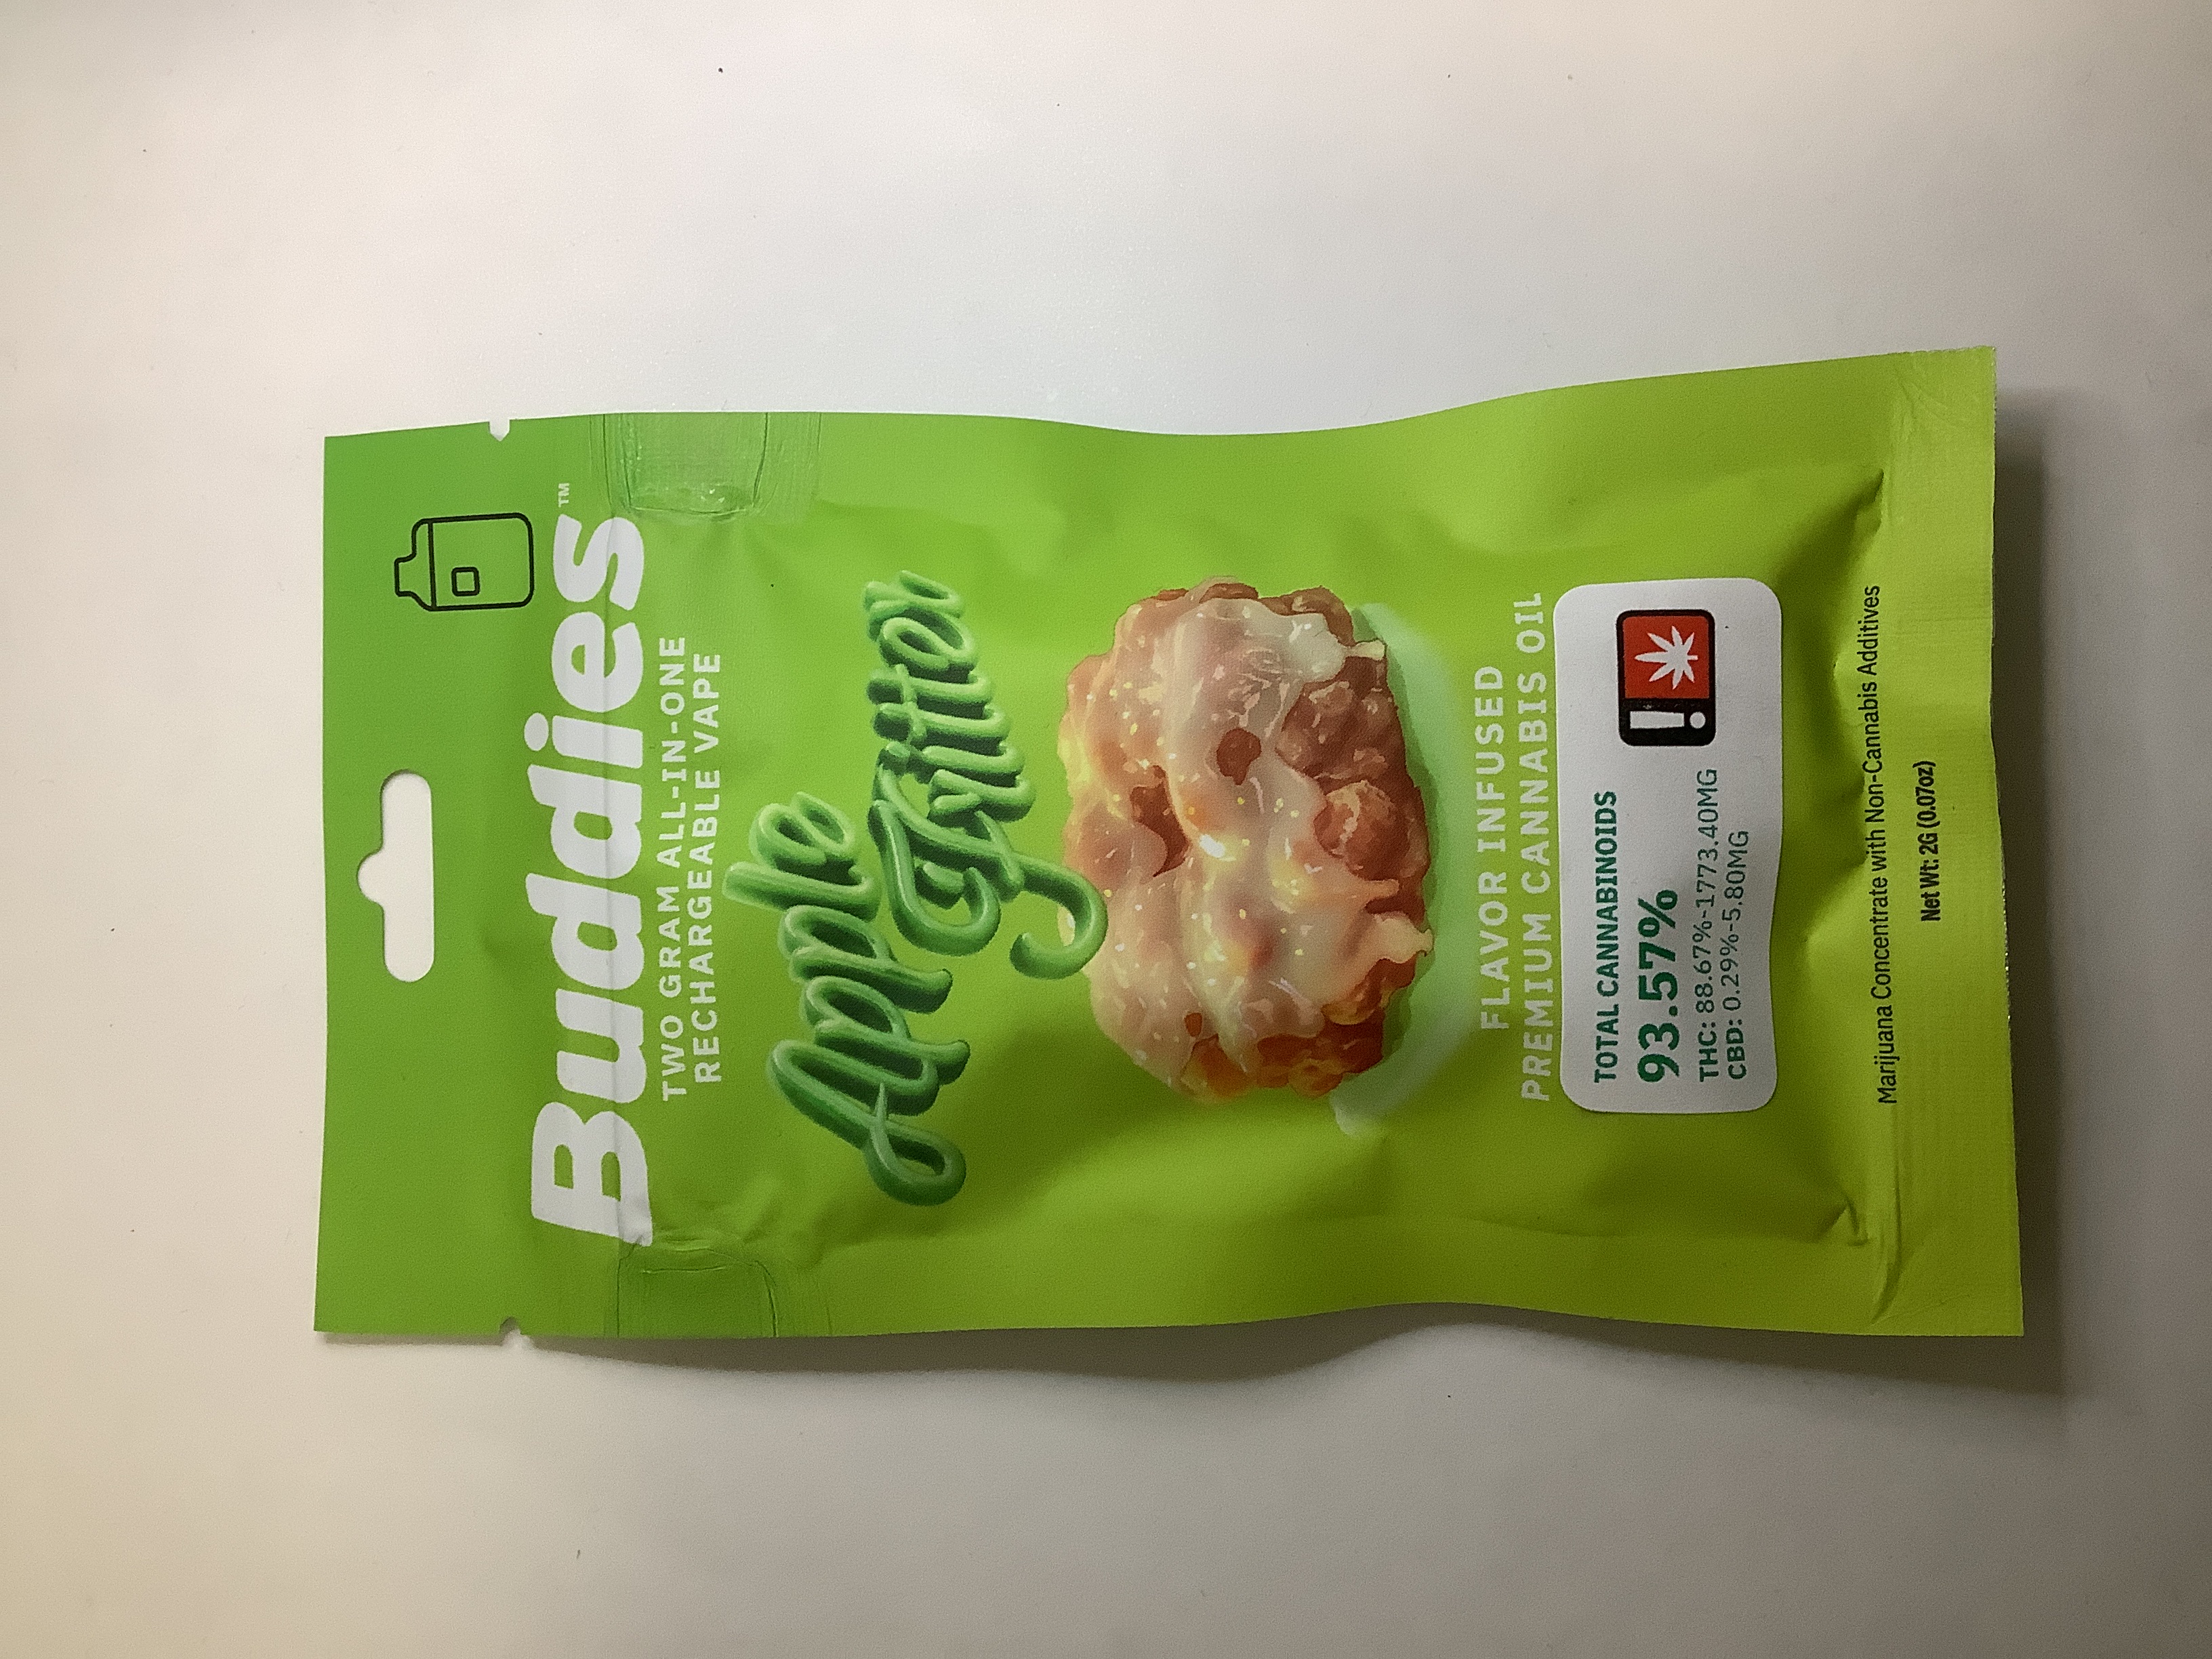 Buddies™
TWO GRAM ALL-IN-ONE
RECHARGEABLE VAPE
Apple
Fritter
FLAVOR INFUSED
PREMIUM CANNABIS OIL
TOTAL CANNABINOIDS
93.57%
THC: 88.67%-1773.40MG
CBD: 0.29%-5.80MG
!
Marijuana Concentrate with Non-Cannabis Additives
Net Wt: 2G (0.07oz)